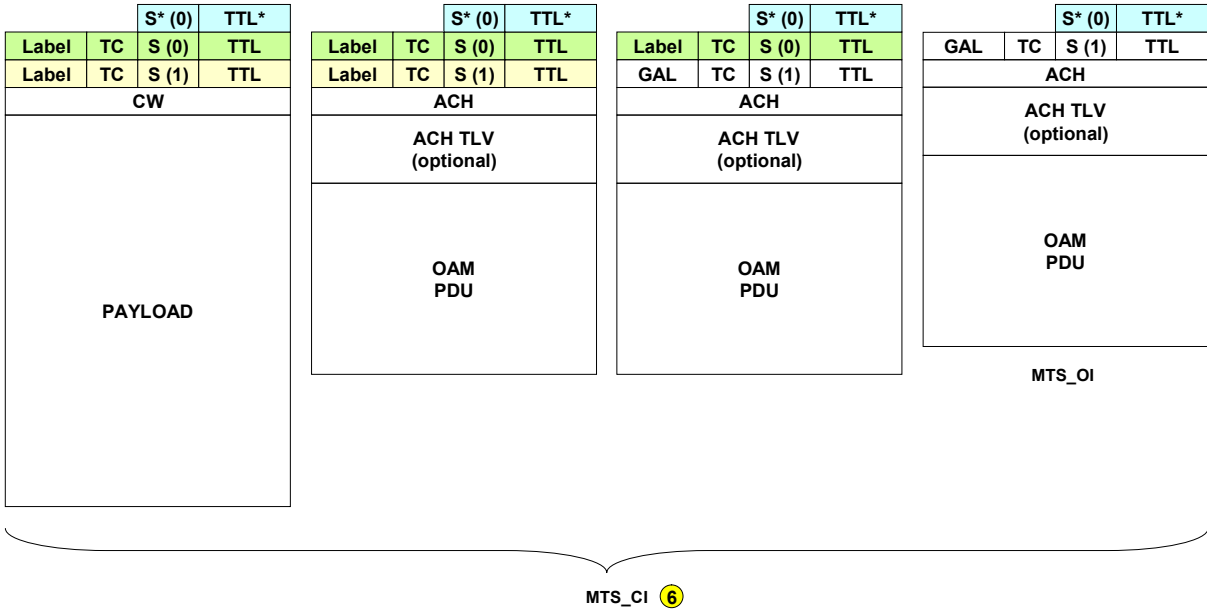 S* (0) TTL*
Label TC S (0) TTL
Label TC S (1) TTL
CW
PAYLOAD
S* (0) TTL*
Label TC S (0) TTL
Label TC S (1) TTL
ACH
ACH TLV
(optional)
OAM
PDU
S* (0) TTL*
Label TC S (0) TTL
GAL TC S (1) TTL
ACH
ACH TLV
(optional)
OAM
PDU
S* (0) TTL*
GAL TC S (1) TTL
ACH
ACH TLV
(optional)
OAM
PDU
MTS_OI
MTS_CI 6